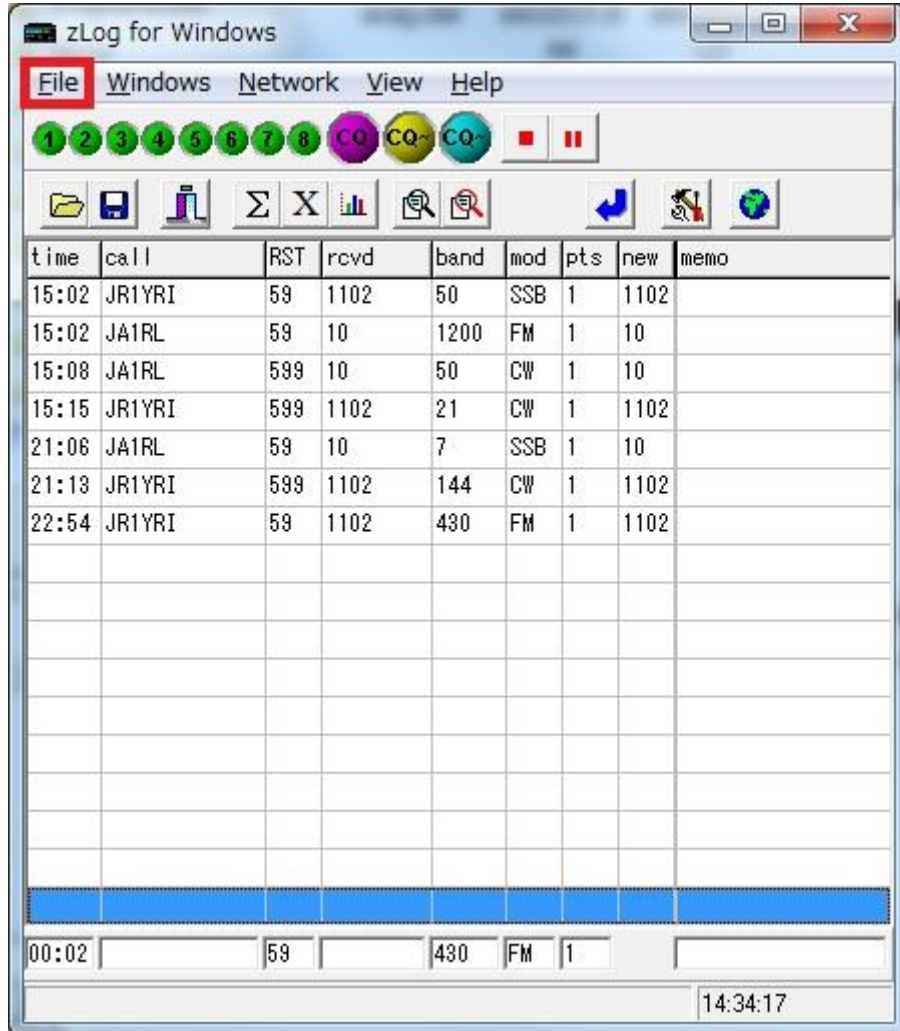 zLog for Windows
File Windows Network View Help
1 2 3 4 5 6 7 8 CQ CQ~ CQ~
Σ X
time call RST rcvd band mod pts new memo
15:02 JR1YRI 59 1102 50 SSB 1 1102
15:02 JA1RL 59 10 1200 FM 1 10
15:08 JA1RL 599 10 50 CW 1 10
15:15 JR1YRI 599 1102 21 CW 1 1102
21:06 JA1RL 59 10 7 SSB 1 10
21:13 JR1YRI 599 1102 144 CW 1 1102
22:54 JR1YRI 59 1102 430 FM 1 1102
00:02 59 430 FM 1
14:34:17